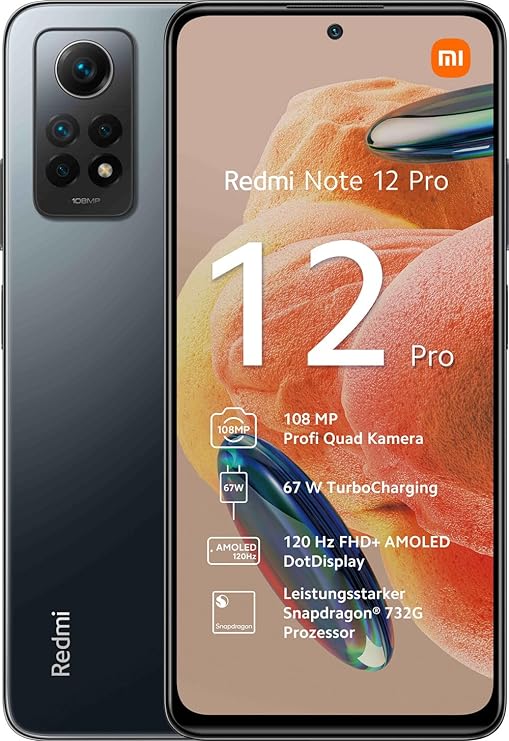 108MP
Redmi
mi
Redmi Note 12 Pro
12 Pro
108MP
108 MP
Profi Quad Kamera
67W
67 W TurboCharging
AMOLED
120Hz
120 Hz FHD+ AMOLED
DotDisplay
Snapdragon
Leistungsstarker
Snapdragon® 732G
Prozessor